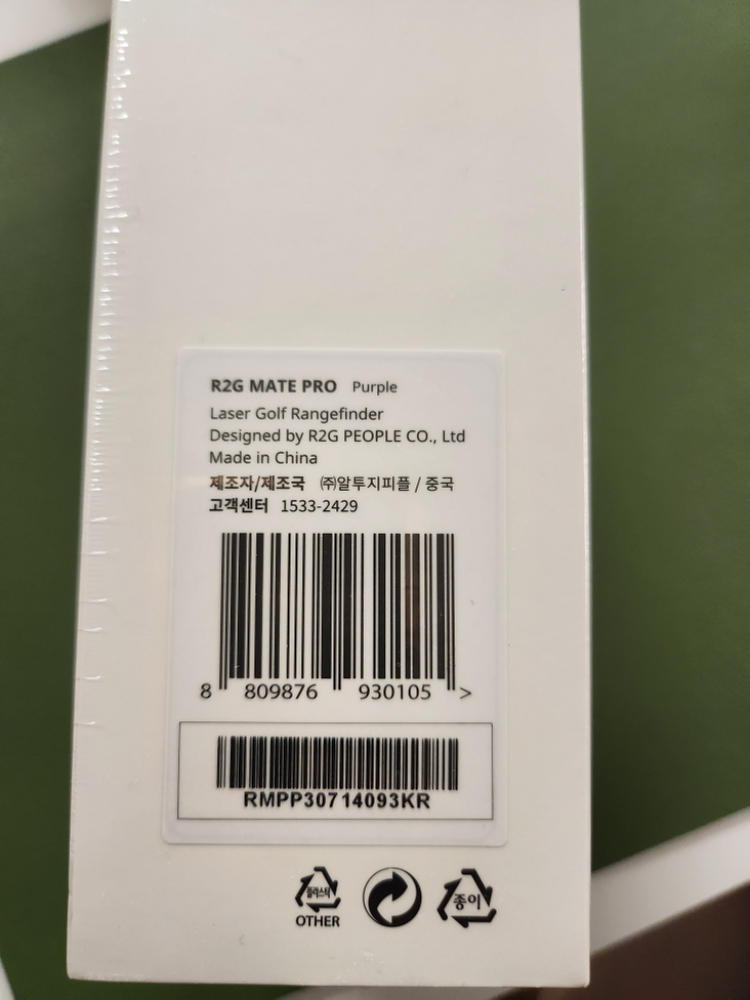 R2G MATE PRO Purple
Laser Golf Rangefinder
Designed by R2G PEOPLE CO., Ltd
Made in China
제조자/제조국 ㈜알투지피플 / 중국
고객센터 1533-2429
8 809876 930105 >
RMPP30714093KR
플라스틱 종이
OTHER